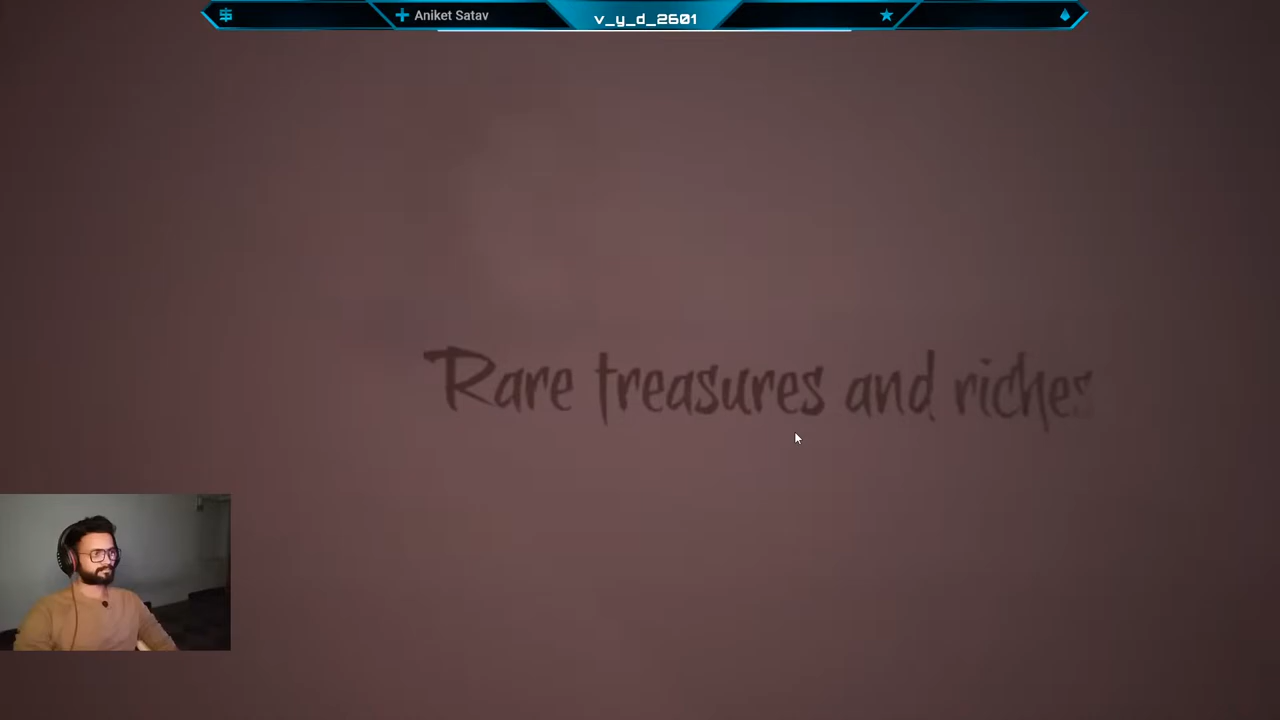 Aniket Satav
v_y_d_2601
Rare treasures and riches